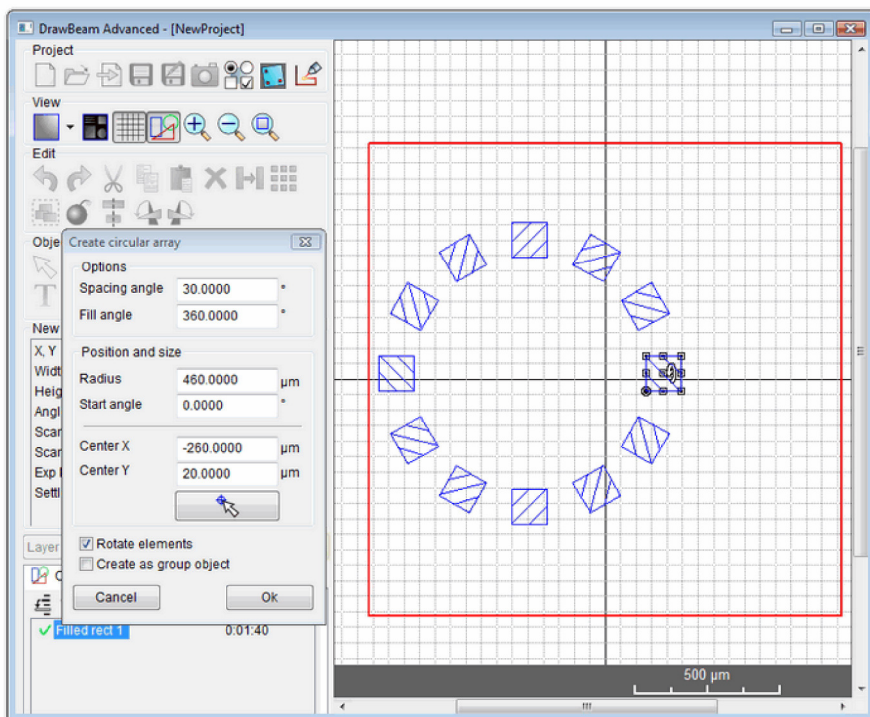 DrawBeam Advanced - [NewProject]
Project
View
Edit
Create circular array
Options
Spacing angle 30.0000 °
Fill angle 360.0000 °
Position and size
Radius 460.0000 µm
Start angle 0.0000 °
Center X -260.0000 µm
Center Y 20.0000 µm
Rotate elements
Create as group object
Cancel Ok
Obje
New
X, Y
Widt
Heig
Angl
Scar
Scar
Exp
Settl
Layer
Filled rect 1 0:01:40
500 µm